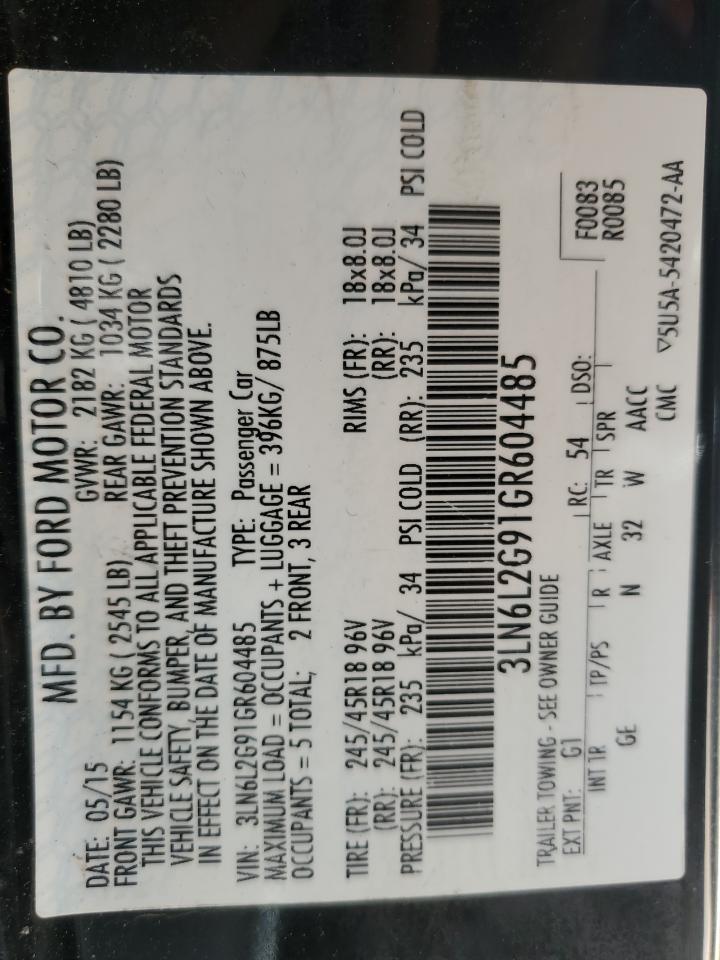 MFD. BY FORD MOTOR CO.
DATE: 05/15 GVWR: 2182 KG ( 4810 LB)
FRONT GAWR: 1154 KG ( 2545 LB) REAR GAWR: 1034 KG ( 2280 LB)
THIS VEHICLE CONFORMS TO ALL APPLICABLE FEDERAL MOTOR
VEHICLE SAFETY, BUMPER, AND THEFT PREVENTION STANDARDS
IN EFFECT ON THE DATE OF MANUFACTURE SHOWN ABOVE.
VIN: 3LN6L2G91GR604485 TYPE: Passenger Car
MAXIMUM LOAD = OCCUPANTS + LUGGAGE = 396KG/ 875LB
OCCUPANTS = 5 TOTAL; 2 FRONT, 3 REAR
TIRE (FR): 245/45R18 96V RIMS (FR): 18x8.0J
(RR): 245/45R18 96V (RR): 18x8.0J
PRESSURE (FR): 235 kPa/ 34 PSI COLD (RR): 235 kPa/ 34 PSI COLD
3LN6L2G91GR604485
TRAILER TOWING - SEE OWNER GUIDE
EXT PNT: G1 RC: 54 DSO: F0083
INT TR TP/PS R AXLE TR SPR R0085
GE N 32 W AACC
CMC ▽5U5A-5420472-AA